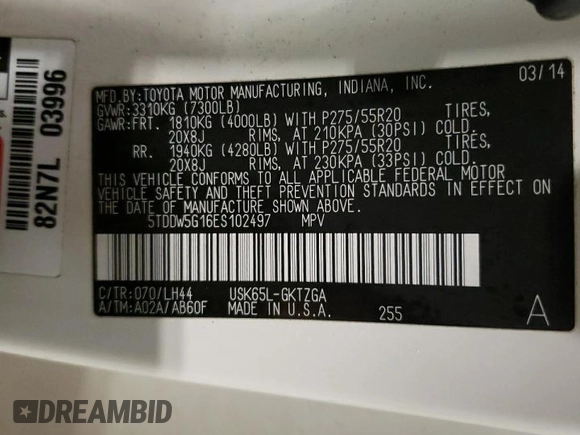 MFD.BY:TOYOTA MOTOR MANUFACTURING, INDIANA, INC. 03/14
GVWR:3310KG (7300LB)
GAWR:FRT. 1810KG (4000LB) WITH P275/55R20 TIRES,
20X8J RIMS, AT 210KPA (30PSI) COLD.
RR. 1940KG (4280LB) WITH P275/55R20 TIRES,
20X8J RIMS, AT 230KPA (33PSI) COLD.
THIS VEHICLE CONFORMS TO ALL APPLICABLE FEDERAL MOTOR
VEHICLE SAFETY AND THEFT PREVENTION STANDARDS IN EFFECT ON
THE DATE OF MANUFACTURE SHOWN ABOVE.
5TDDW5G16ES102497 MPV
C/TR:070/LH44 USK65L-GKTZGA
A/TM:A02A/AB60F MADE IN U.S.A. 255 A
82N7L 03996
DREAMBID